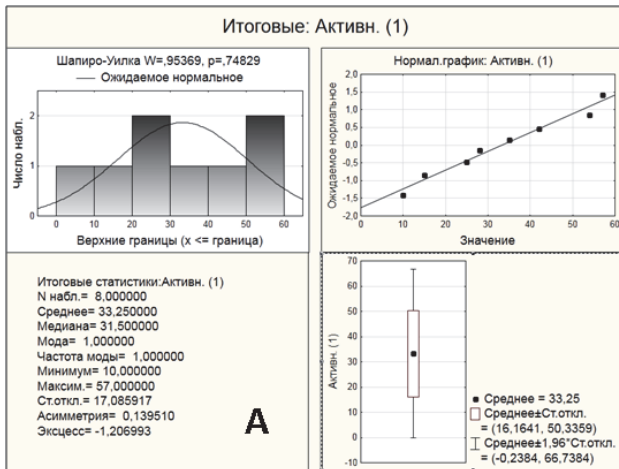 Итоговые: Активн. (1)
Шапиро-Уилка W=,95369, p=,74829
Ожидаемое нормальное
Число набл.
2
1
0
0 10 20 30 40 50 60
Верхние границы (x <= граница)
Нормал.график: Активн. (1)
Ожидаемое нормальное
2,0
1,5
1,0
0,5
0,0
-0,5
-1,0
-1,5
-2,0
0 10 20 30 40 50 60
Значение
Итоговые статистики:Активн. (1)
N набл.= 8,000000
Среднее= 33,250000
Медиана= 31,500000
Мода= 1,000000
Частота моды= 1,000000
Минимум= 10,000000
Максим.= 57,000000
Ст.откл.= 17,085917
Асимметрия= 0,139510
Эксцесс= -1,206993
A
Активн. (1)
70
60
50
40
30
20
10
0
-10
Среднее = 33,25
Среднее±Ст.откл.
= (16,1641, 50,3359)
Среднее±1,96*Ст.откл.
= (-0,2384, 66,7384)